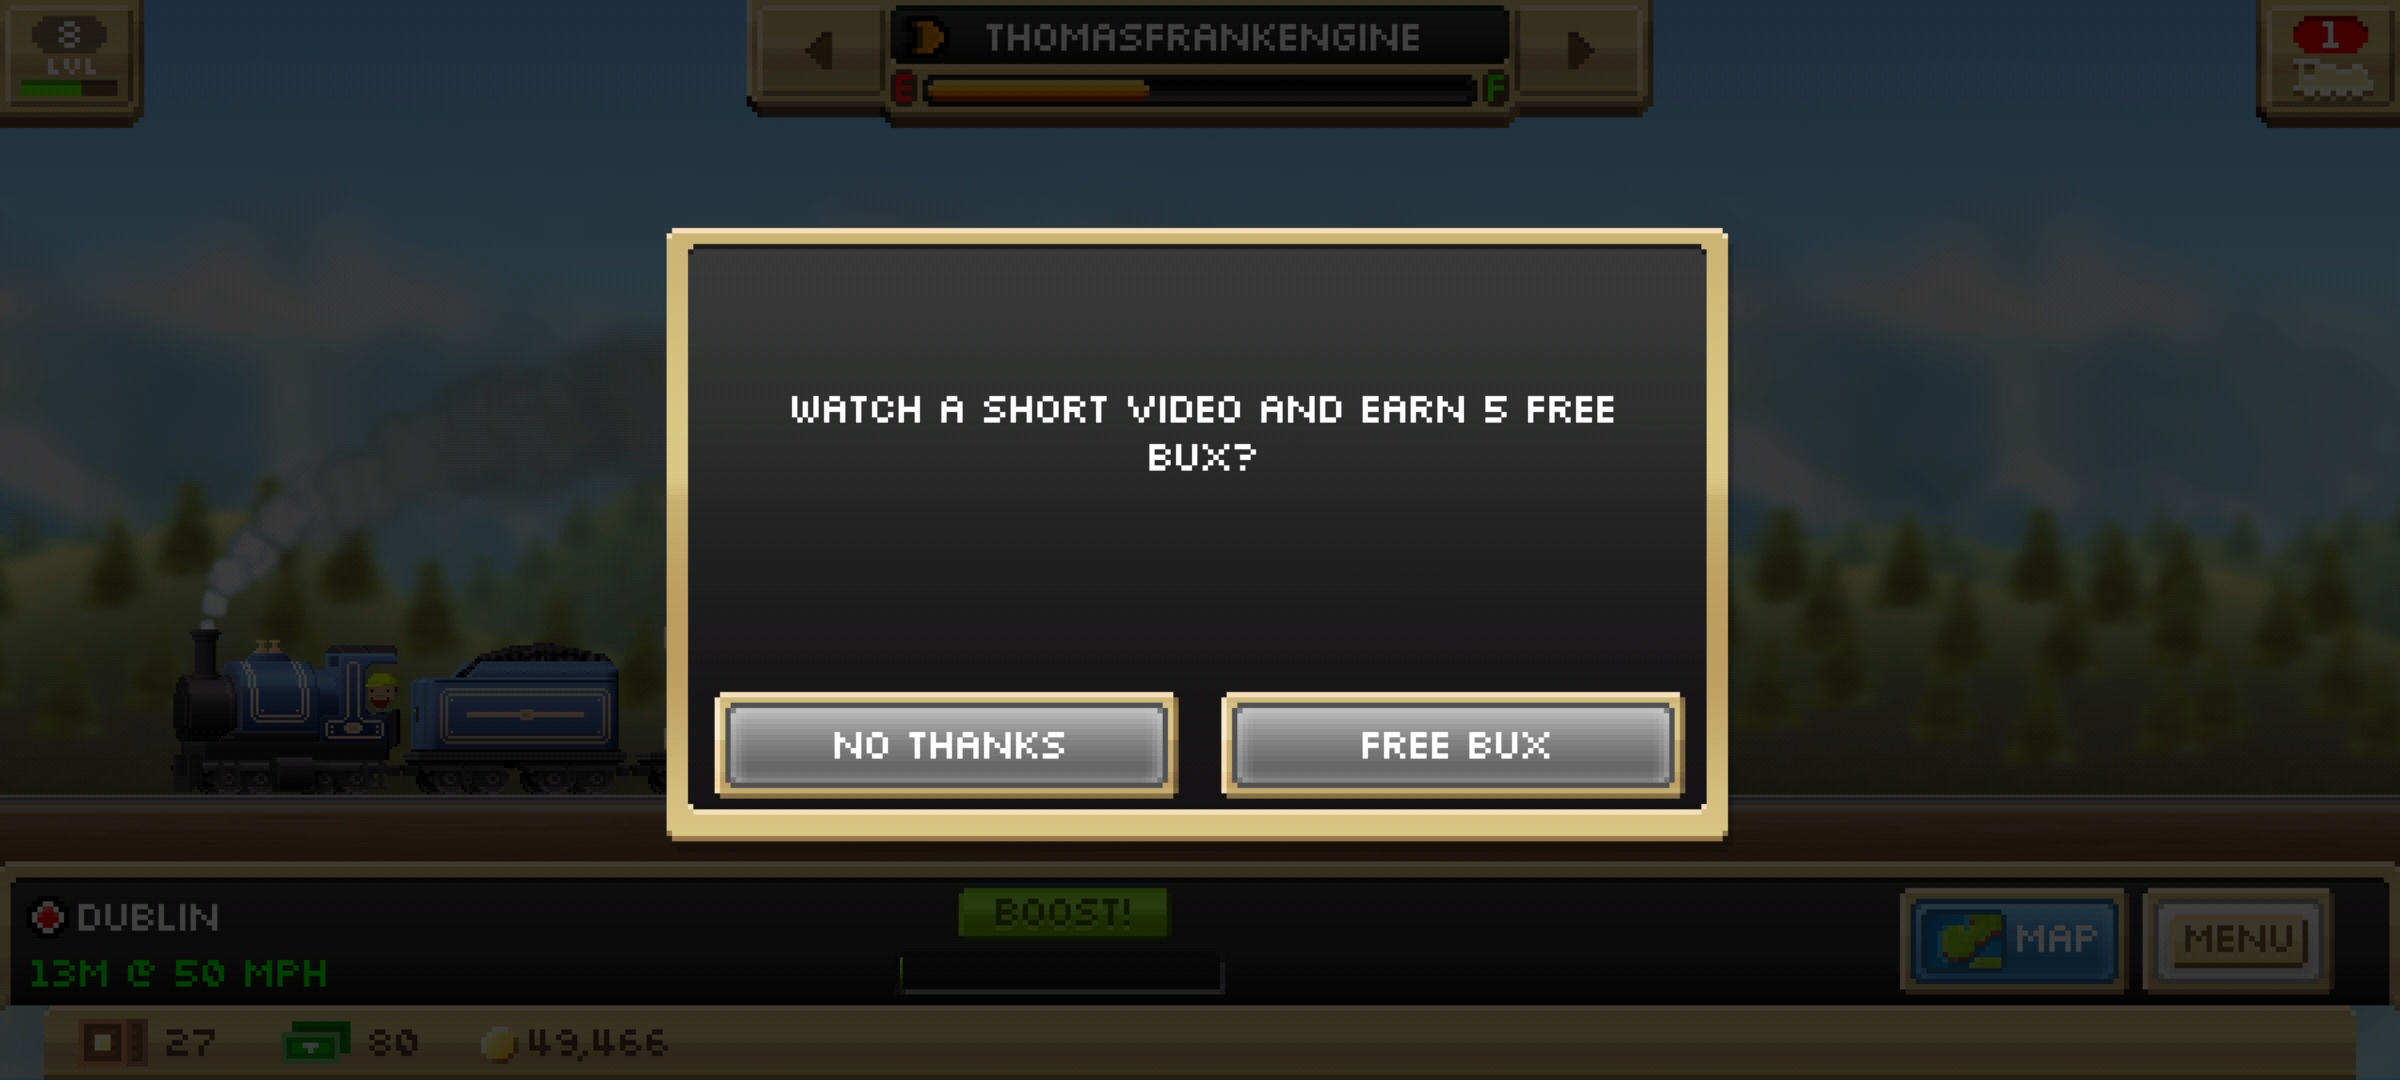 8
LVL
THOMASFRANKENGINE
E F
1
WATCH A SHORT VIDEO AND EARN 5 FREE
BUX?
NO THANKS FREE BUX
DUBLIN
13M @ 50 MPH
BOOST!
MAP MENU
27 80 49,466